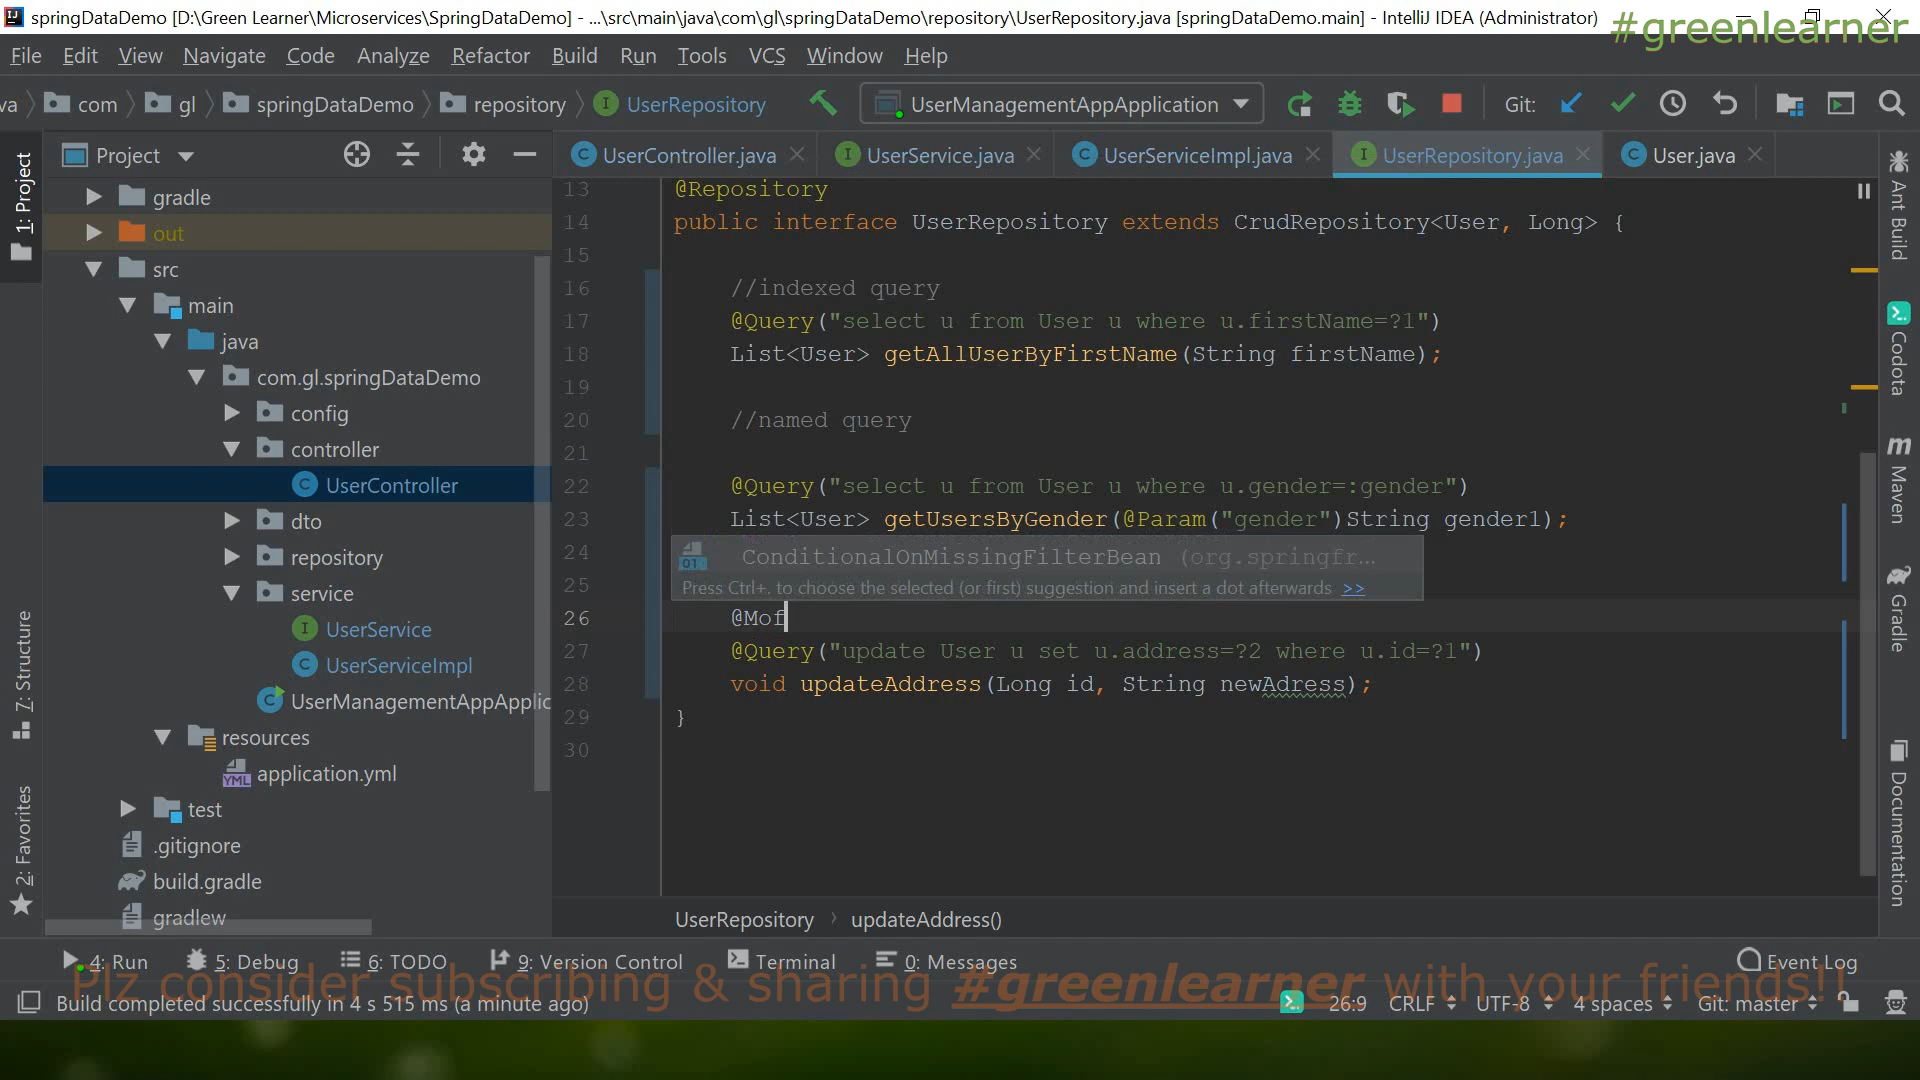 springDataDemo [D:\Green Learner\Microservices\SpringDataDemo] - ...\src\main\java\com\gl\springDataDemo\repository\UserRepository.java [springDataDemo.main] - IntelliJ IDEA (Administrator)
#greenlearner
File Edit View Navigate Code Analyze Refactor Build Run Tools VCS Window Help
va com gl springDataDemo repository I UserRepository UserManagementAppApplication Git:
1: Project
7: Structure
2: Favorites
Project
gradle
out
src
main
java
com.gl.springDataDemo
config
controller
C UserController
dto
repository
service
I UserService
C UserServiceImpl
C UserManagementAppApplic
resources
YML application.yml
test
.gitignore
build.gradle
gradlew
C UserController.java I UserService.java C UserServiceImpl.java I UserRepository.java C User.java
13 @Repository
14 public interface UserRepository extends CrudRepository<User, Long> {
15
16 //indexed query
17 @Query("select u from User u where u.firstName=?1")
18 List<User> getAllUserByFirstName(String firstName);
19
20 //named query
21
22 @Query("select u from User u where u.gender=:gender")
23 List<User> getUsersByGender(@Param("gender")String gender1);
24
ConditionalOnMissingFilterBean (org.springfr...
25
Press Ctrl+. to choose the selected (or first) suggestion and insert a dot afterwards >>
26 @Mof
27 @Query("update User u set u.address=?2 where u.id=?1")
28 void updateAddress(Long id, String newAdress);
29 }
30
UserRepository updateAddress()
Ant Build
Codota
m Maven
Gradle
Documentation
4: Run 5: Debug 6: TODO 9: Version Control Terminal 0: Messages Event Log
Plz consider subscribing & sharing #greenlearner with your friends!!
Build completed successfully in 4 s 515 ms (a minute ago) 26:9 CRLF UTF-8 4 spaces Git: master